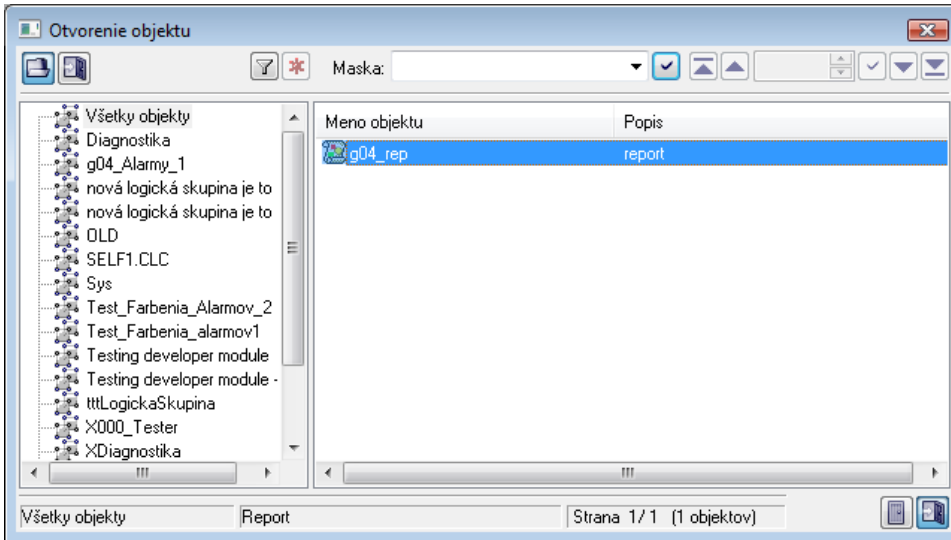 Otvorenie objektu
Maska:
Všetky objekty
Diagnostika
g04_Alarmy_1
nová logická skupina je to
nová logická skupina je to
OLD
SELF1.CLC
Sys
Test_Farbenia_Alarmov_2
Test_Farbenia_alarmov1
Testing developer module
Testing developer module -
tttLogickaSkupina
X000_Tester
XDiagnostika
Meno objektu Popis
g04_rep report
Všetky objekty Report Strana 1/ 1 (1 objektov)